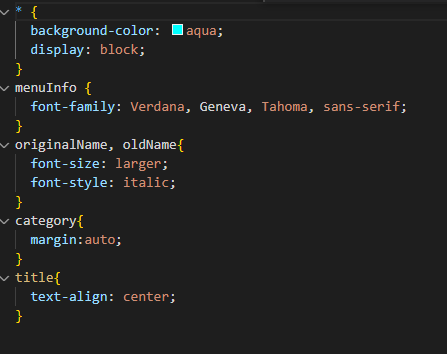 * {
background-color: aqua;
display: block;
}
menuInfo {
font-family: Verdana, Geneva, Tahoma, sans-serif;
}
originalName, oldName{
font-size: larger;
font-style: italic;
}
category{
margin:auto;
}
title{
text-align: center;
}